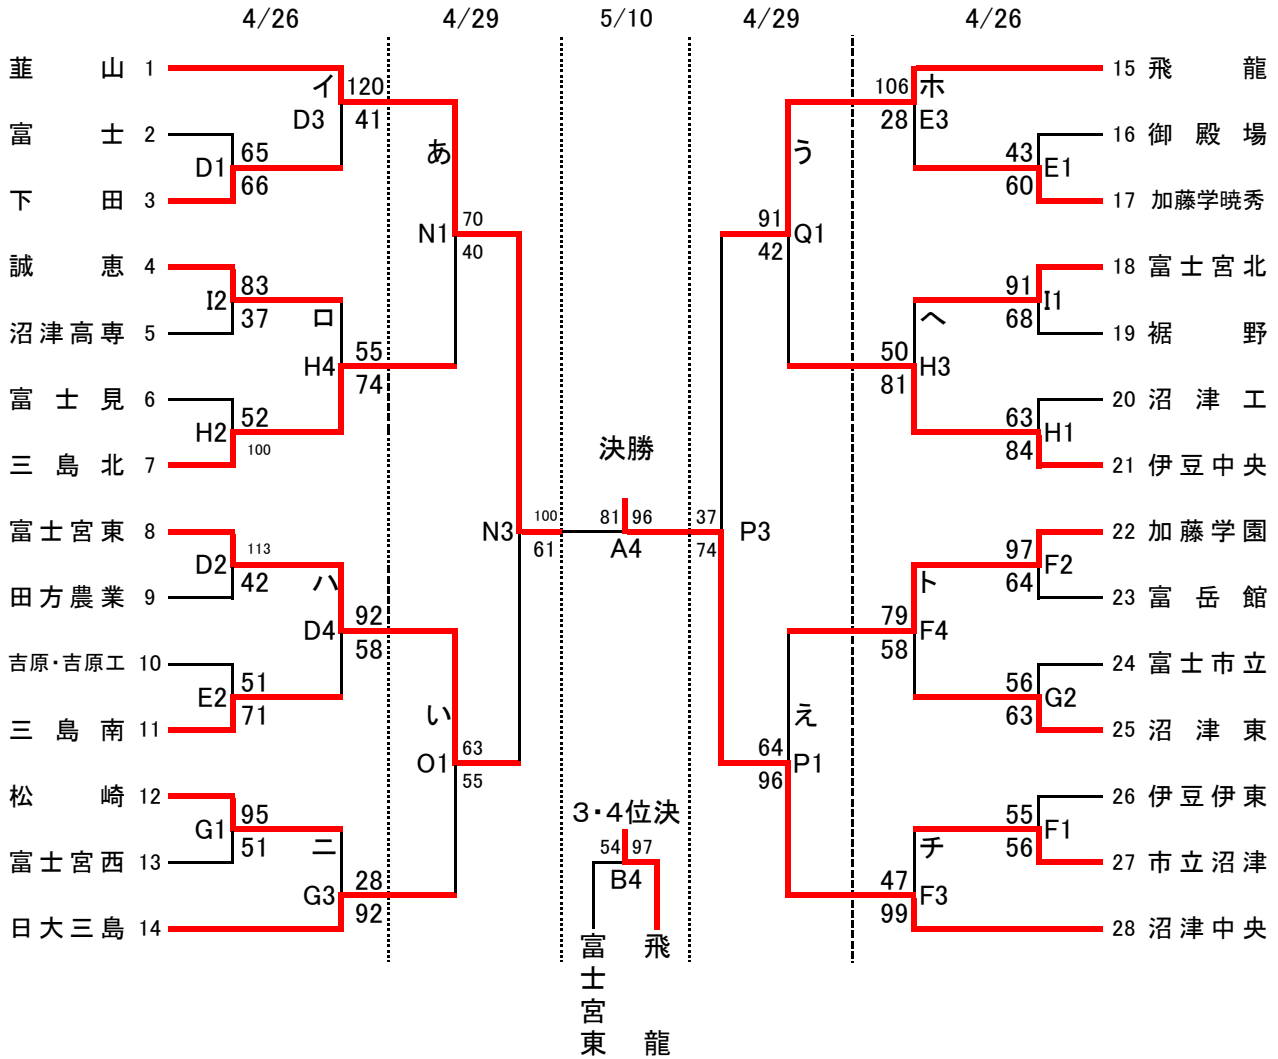 4/26 4/29 5/10 4/29 4/26
韮山 1 イ 120 106 ホ 15 飛龍
D3 41 28 E3
富士 2 16 御殿場
D1 65 あ う 43 E1
66 60
下田 3 17 加藤学暁秀
70 91
N1 40 42 Q1
誠恵 4 18 富士宮北
I2 83 91 I1
37 ロ ヘ 68
沼津高専 5 19 裾野
55 50
H4 74 81 H3
富士見 6 20 沼津工
H2 52 63 H1
100 決勝 84
三島北 7 21 伊豆中央
富士宮東 8 N3 100 81 96 37 P3 22 加藤学園
61 A4 74
D2 113 97 F2
42 ハ ト 64
田方農業 9 23 富岳館
92 79
D4 58 58 F4
吉原・吉原工 10 24 富士市立
E2 51 56 G2
71 い え 63
三島南 11 25 沼津東
63 64
O1 55 96 P1
松崎 12 26 伊豆伊東
G1 95 3・4位決 55 F1
51 ニ 54 97 チ 56
富士宮西 13 27 市立沼津
B4
28 47
G3 92 99 F3
日大三島 14 28 沼津中央
富士宮東 飛龍